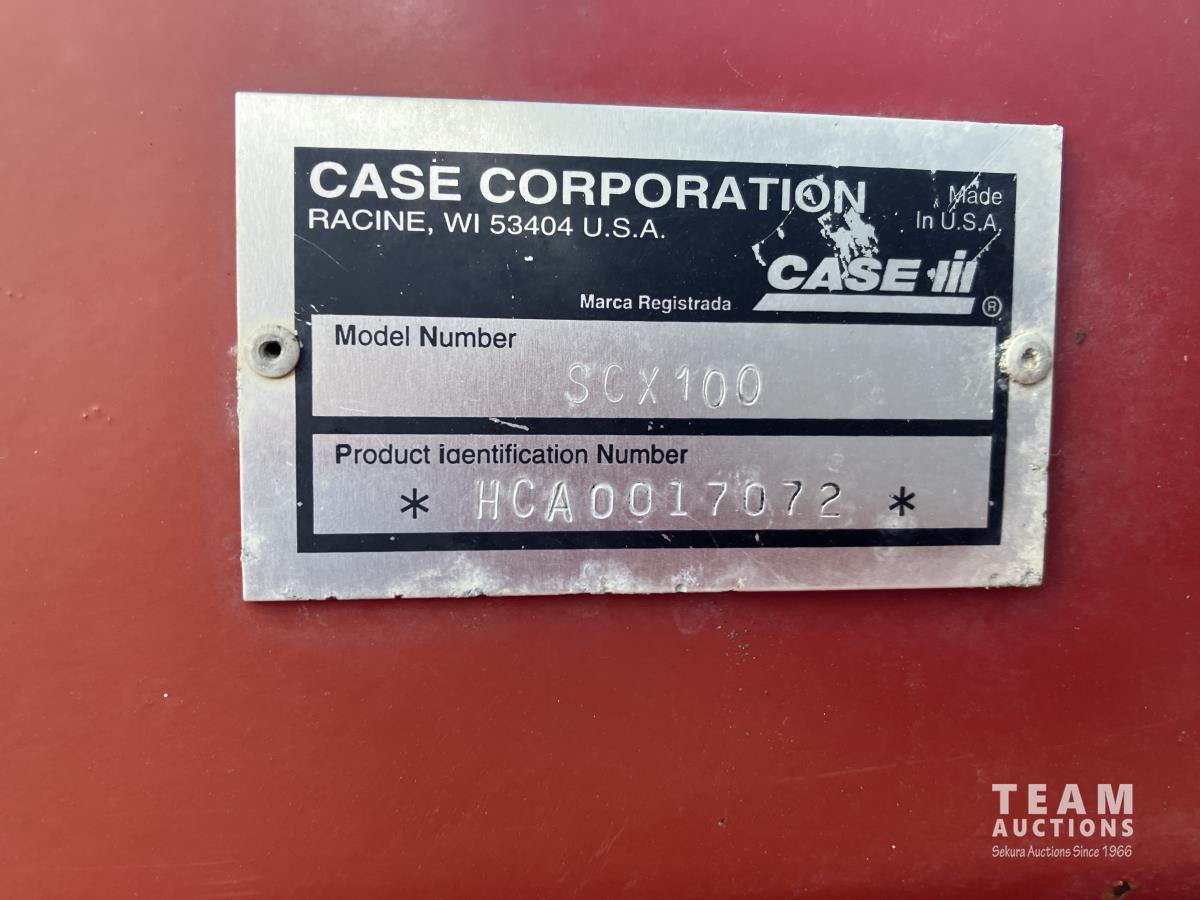 CASE CORPORATION
RACINE, WI 53404 U.S.A.
Made
In U.S.A.
CASE IH
Marca Registrada
®
Model Number
SCX100
Product Identification Number
* HCA0017072 *
TEAM
AUCTIONS
Sekura Auctions Since 1966